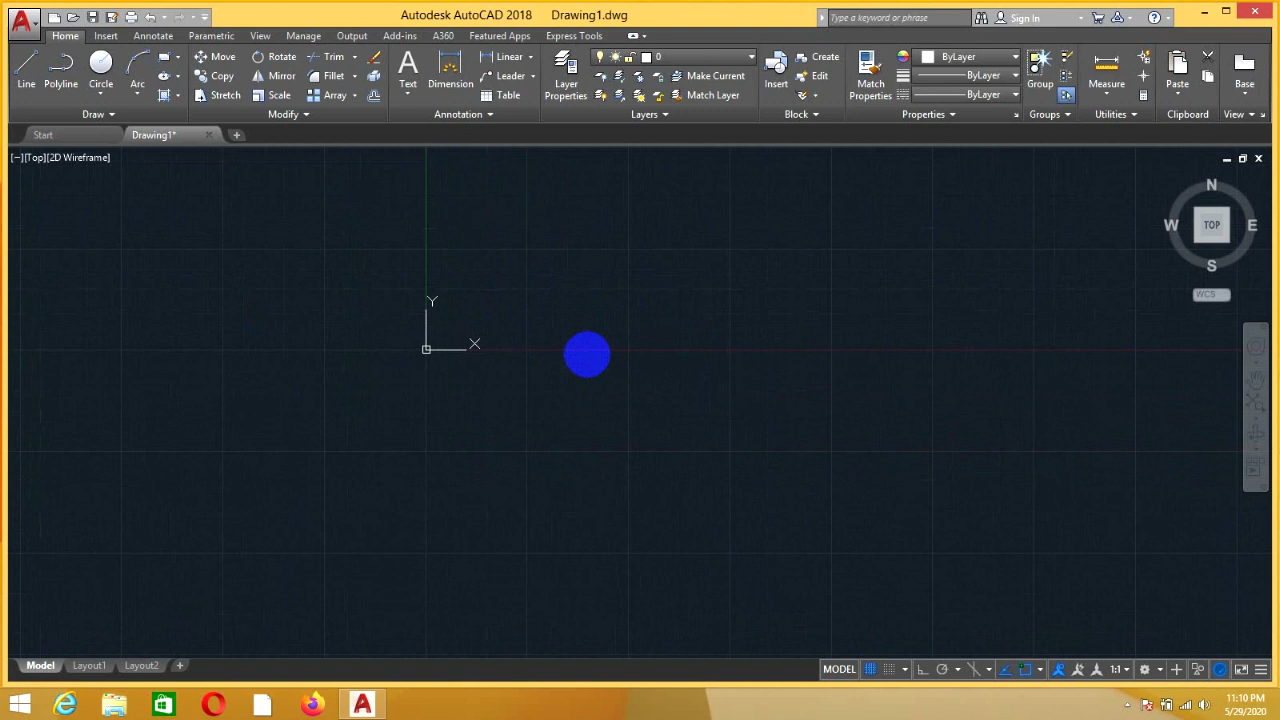 Autodesk AutoCAD 2018 Drawing1.dwg
Type a keyword or phrase
Sign In
Home Insert Annotate Parametric View Manage Output Add-ins A360 Featured Apps Express Tools
Line Polyline Circle Arc
Move Rotate Trim
Copy Mirror Fillet
Stretch Scale Array
Text Dimension
Linear
Leader
Table
Layer Properties
0
Make Current
Match Layer
Insert
Create
Edit
Match Properties
ByLayer
ByLayer
ByLayer
Group
Measure
Paste
Base
Draw Modify Annotation Layers Block Properties Groups Utilities Clipboard View
Start Drawing1* +
[−][Top][2D Wireframe]
N
W TOP E
S
WCS
Y
X
Model Layout1 Layout2 +
MODEL 1:1
11:10 PM
5/29/2020